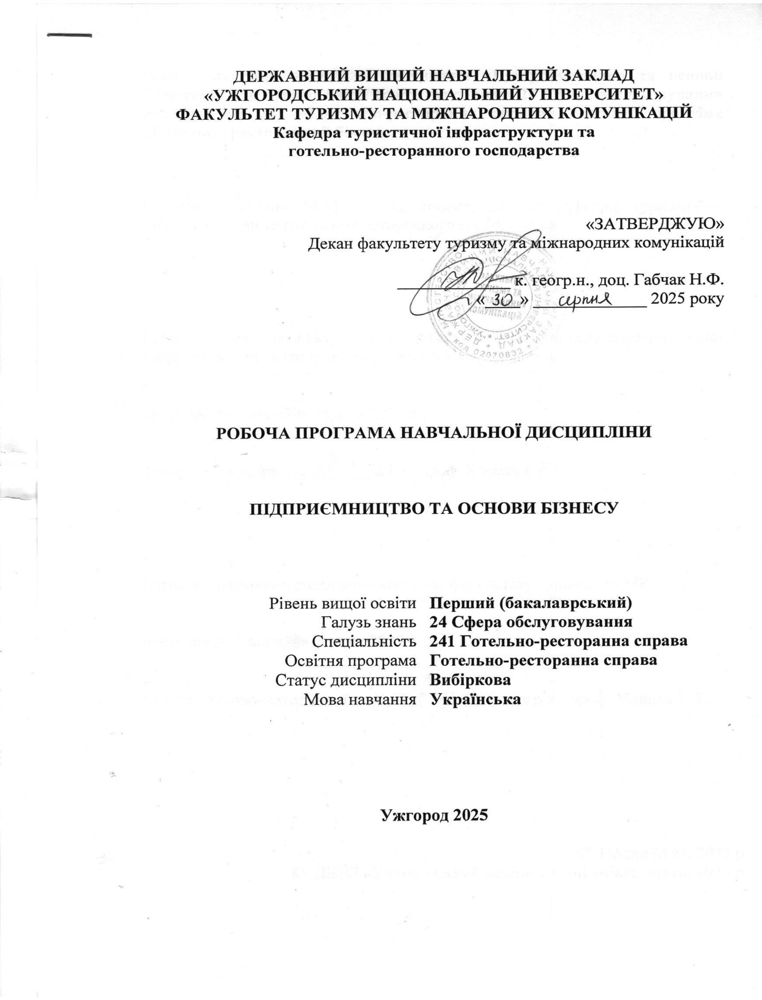 ДЕРЖАВНИЙ ВИЩИЙ НАВЧАЛЬНИЙ ЗАКЛАД
«УЖГОРОДСЬКИЙ НАЦІОНАЛЬНИЙ УНІВЕРСИТЕТ»
ФАКУЛЬТЕТ ТУРИЗМУ ТА МІЖНАРОДНИХ КОМУНІКАЦІЙ
Кафедра туристичної інфраструктури та
готельно-ресторанного господарства
«ЗАТВЕРДЖУЮ»
Декан факультету туризму та міжнародних комунікацій
к. геогр.н., доц. Габчак Н.Ф.
«30» серпня 2025 року
код 02070832
РОБОЧА ПРОГРАМА НАВЧАЛЬНОЇ ДИСЦИПЛІНИ
ПІДПРИЄМНИЦТВО ТА ОСНОВИ БІЗНЕСУ
Рівень вищої освіти Перший (бакалаврський)
Галузь знань 24 Сфера обслуговування
Спеціальність 241 Готельно-ресторанна справа
Освітня програма Готельно-ресторанна справа
Статус дисципліни Вибіркова
Мова навчання Українська
Ужгород 2025